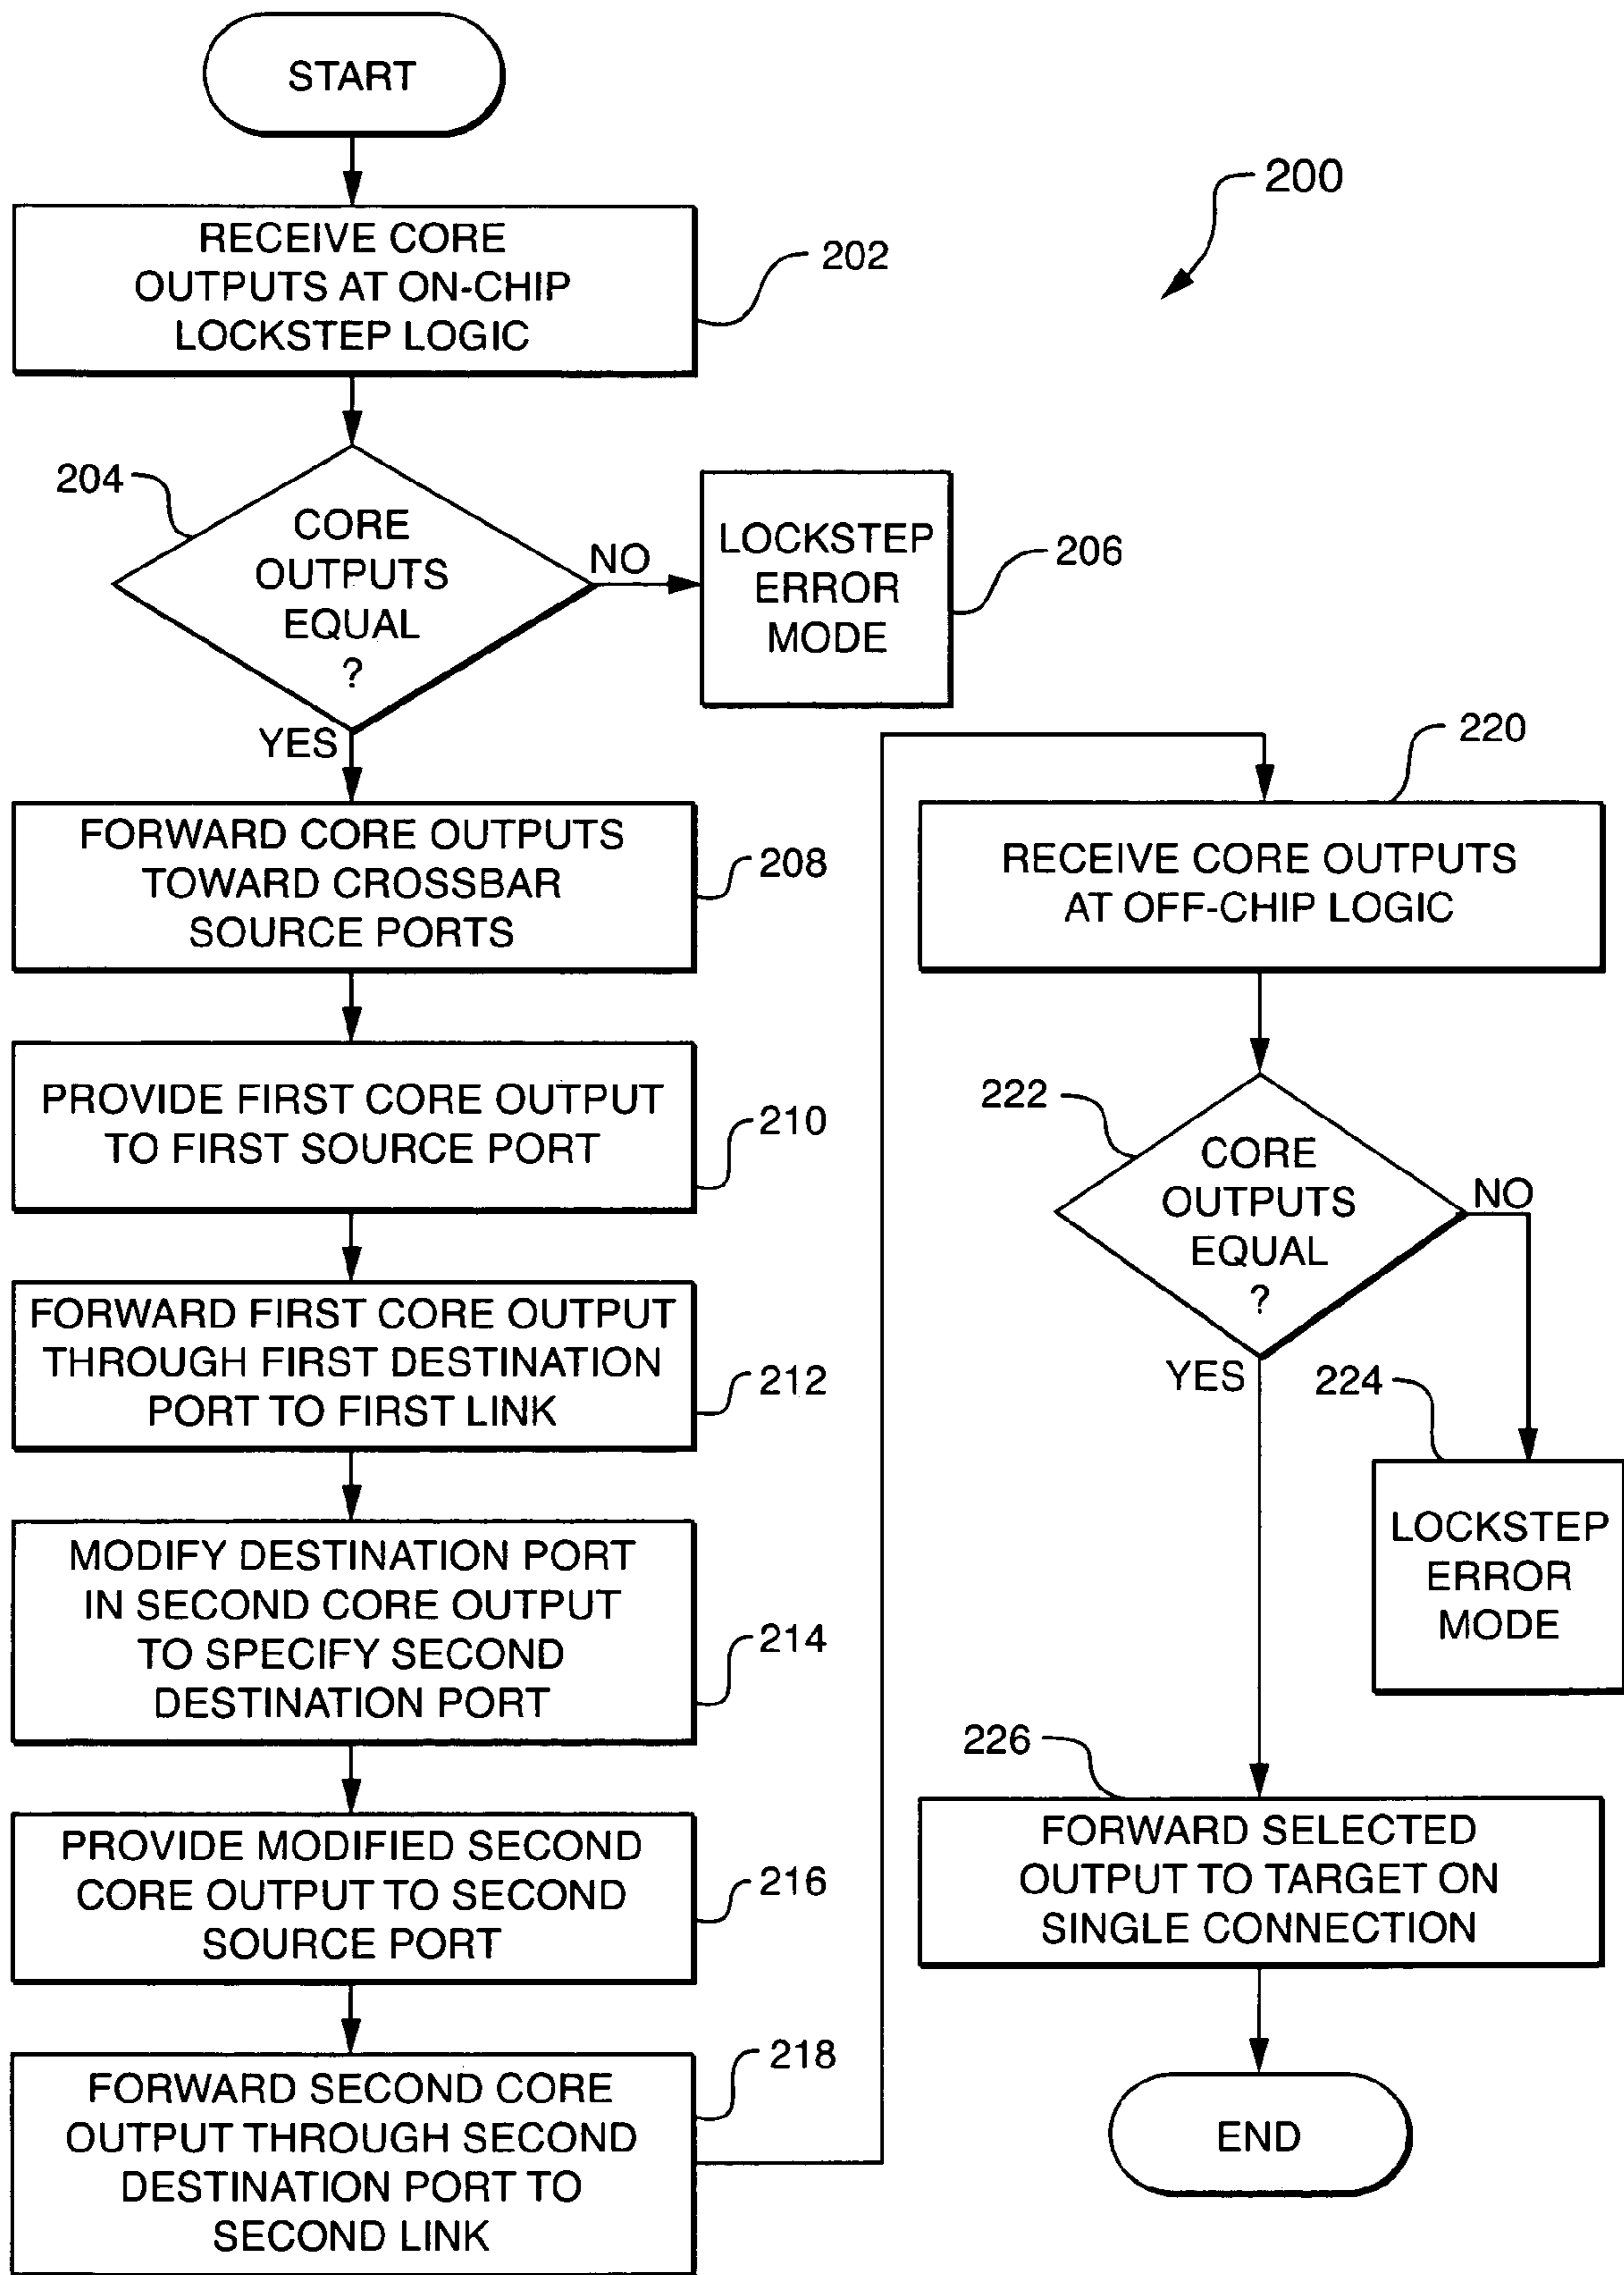 START
200
RECEIVE CORE
OUTPUTS AT ON-CHIP
LOCKSTEP LOGIC
202
204
CORE
OUTPUTS
EQUAL
?
NO
LOCKSTEP
ERROR
MODE
206
YES
FORWARD CORE OUTPUTS
TOWARD CROSSBAR
SOURCE PORTS
208
PROVIDE FIRST CORE OUTPUT
TO FIRST SOURCE PORT
210
FORWARD FIRST CORE OUTPUT
THROUGH FIRST DESTINATION
PORT TO FIRST LINK
212
MODIFY DESTINATION PORT
IN SECOND CORE OUTPUT
TO SPECIFY SECOND
DESTINATION PORT
214
PROVIDE MODIFIED SECOND
CORE OUTPUT TO SECOND
SOURCE PORT
216
FORWARD SECOND CORE
OUTPUT THROUGH SECOND
DESTINATION PORT TO
SECOND LINK
218
220
RECEIVE CORE OUTPUTS
AT OFF-CHIP LOGIC
222
CORE
OUTPUTS
EQUAL
?
NO
YES
224
LOCKSTEP
ERROR
MODE
226
FORWARD SELECTED
OUTPUT TO TARGET ON
SINGLE CONNECTION
END